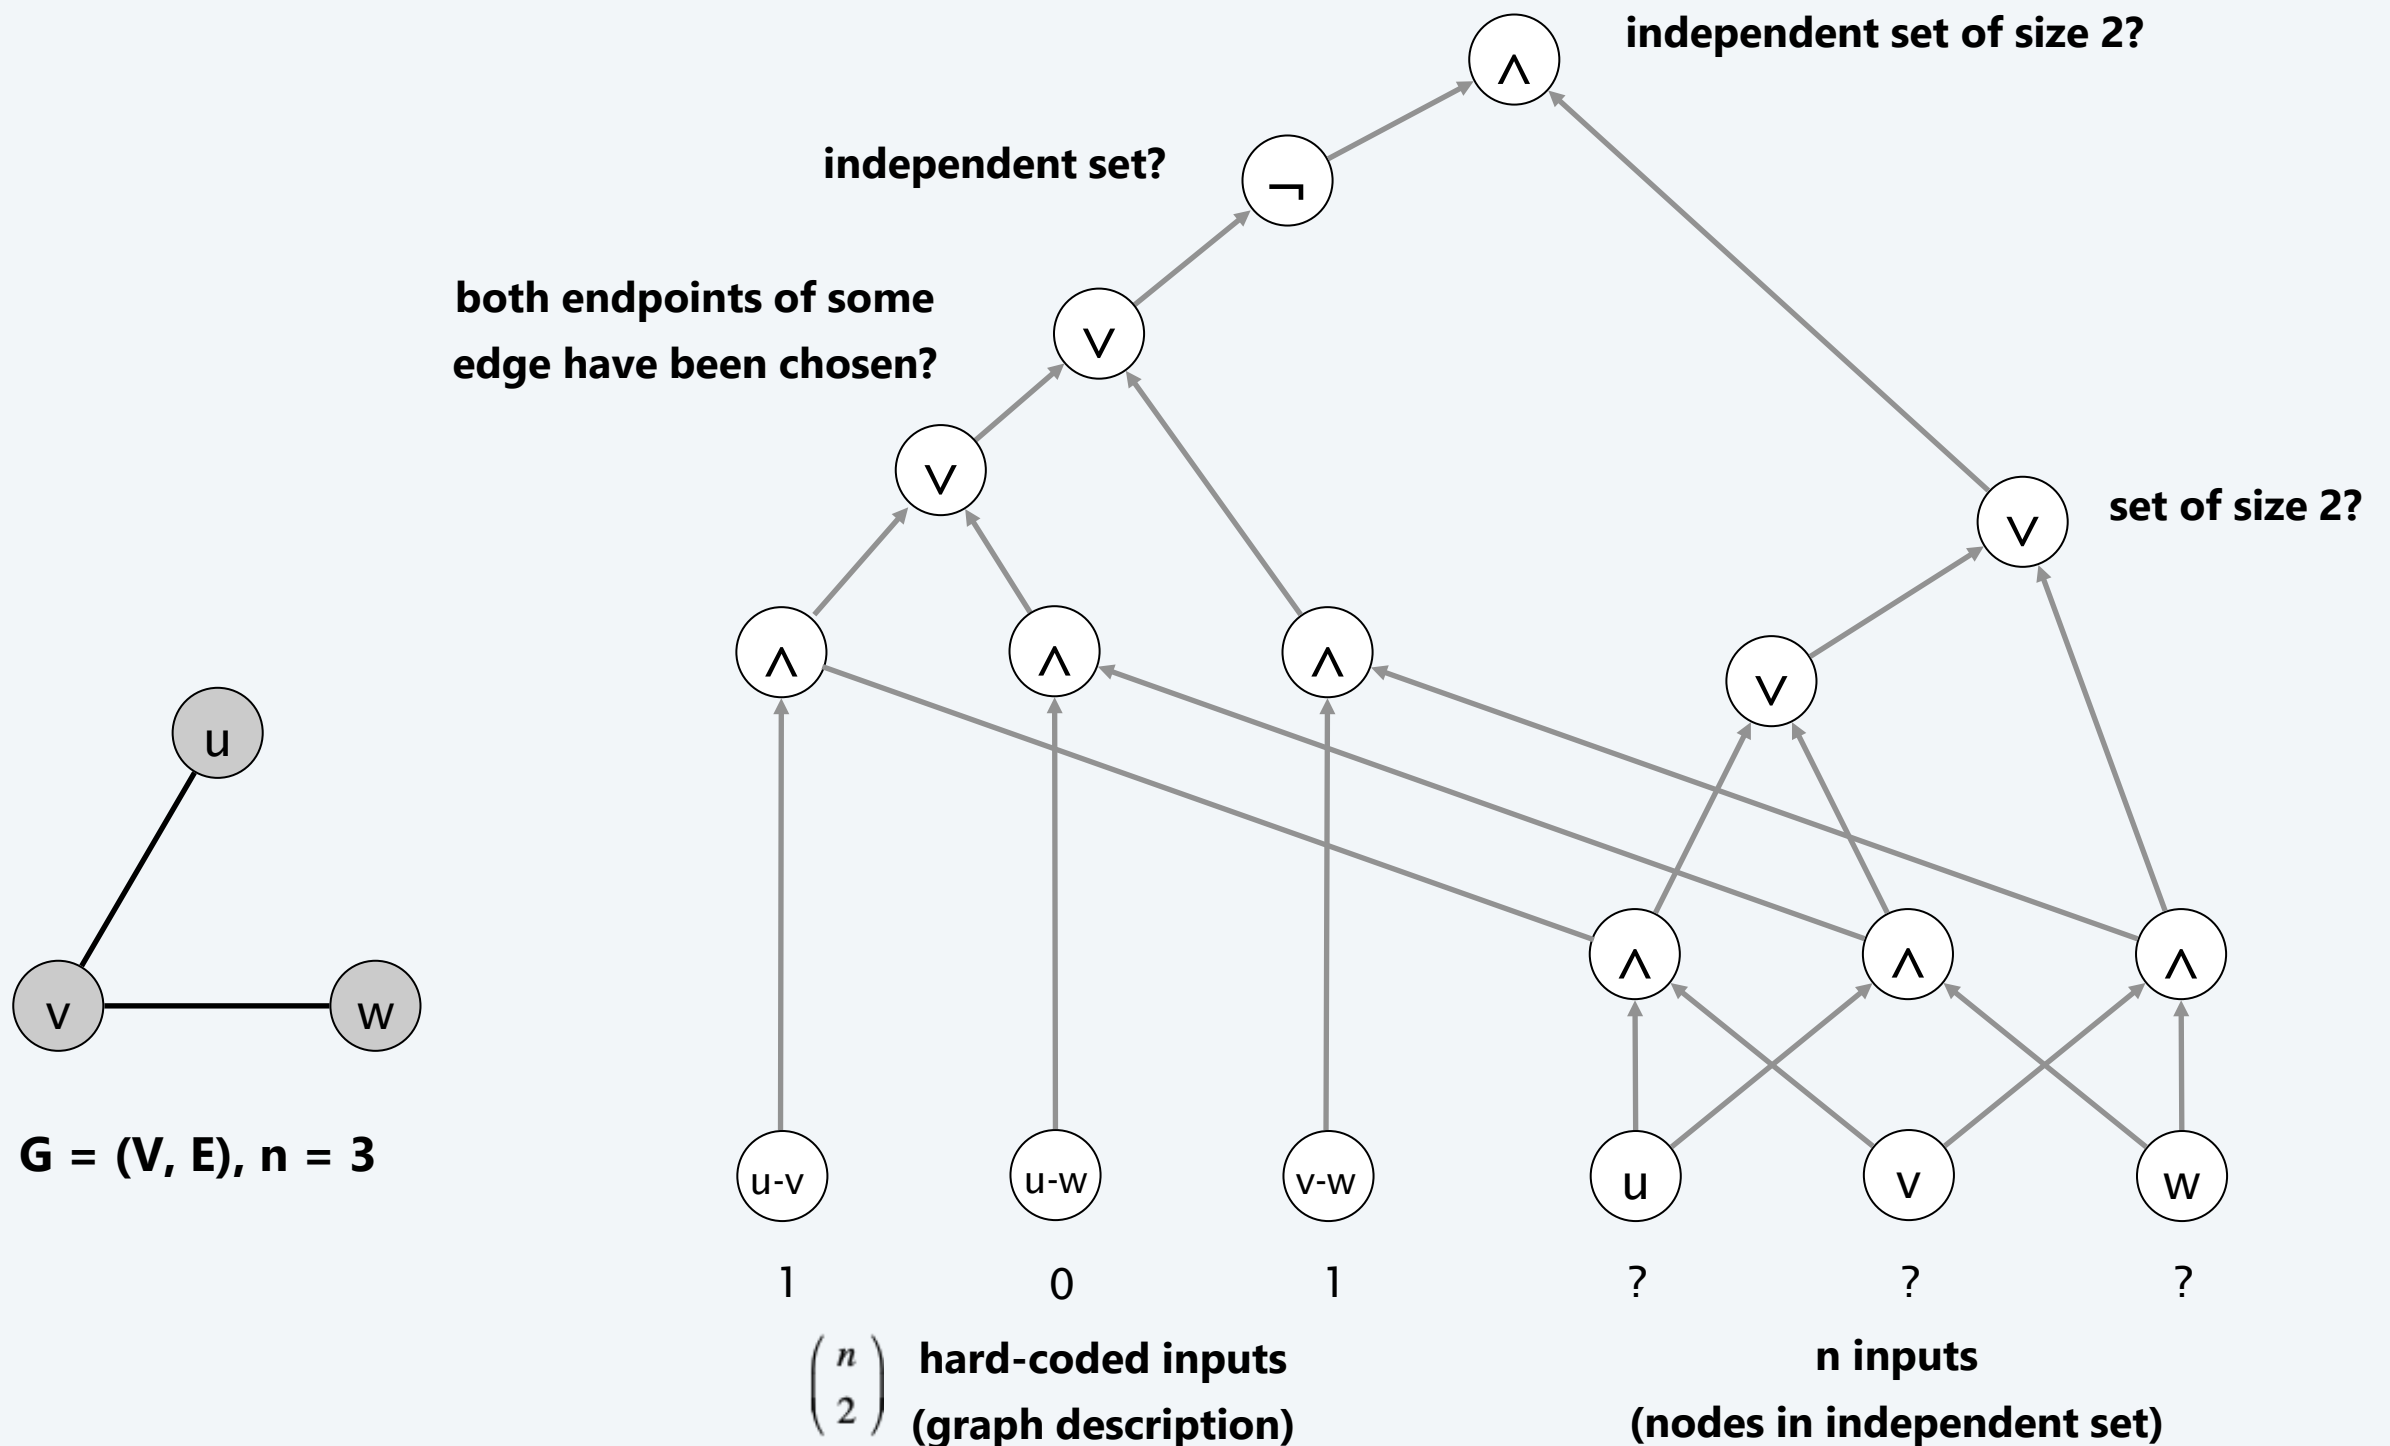 independent set of size 2?
∧
independent set?
¬
both endpoints of some
edge have been chosen?
∨
∨
set of size 2?
∨
∧
∧
∧
∨
u
v
w
∧
∧
∧
G = (V, E), n = 3
u-v
u-w
v-w
u
v
w
1
0
1
?
?
?
(n 2) hard-coded inputs
(graph description)
n inputs
(nodes in independent set)